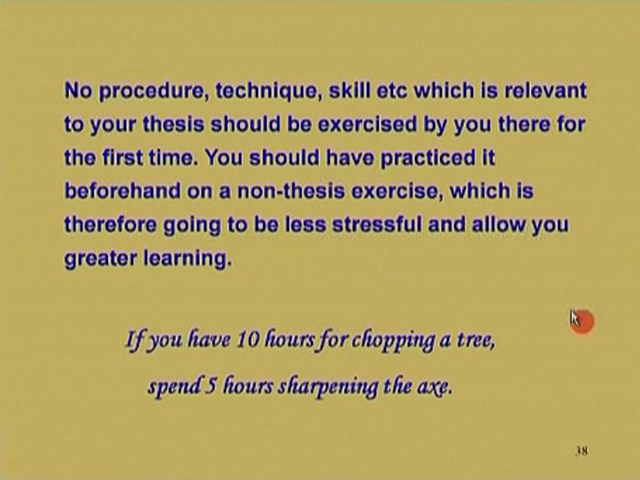 No procedure, technique, skill etc which is relevant
to your thesis should be exercised by you there for
the first time. You should have practiced it
beforehand on a non-thesis exercise, which is
therefore going to be less stressful and allow you
greater learning.
If you have 10 hours for chopping a tree,
spend 5 hours sharpening the axe.
38